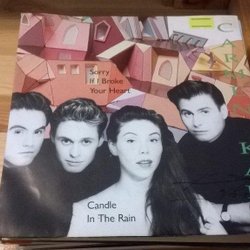 Sorry
If I Broke
Your Heart
Candle
In The Rain